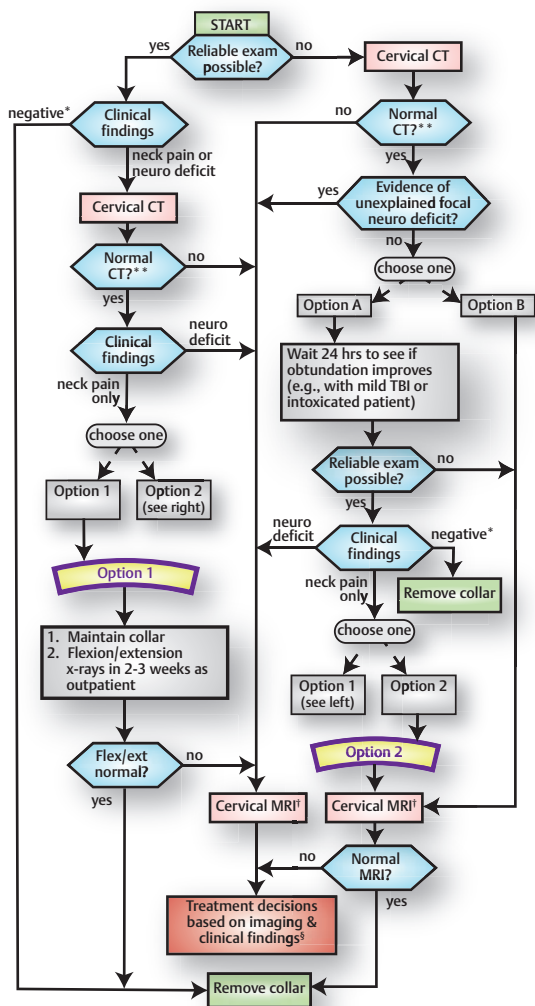 START
Reliable exam
possible?
yes
no
Cervical CT
negative*
Clinical
findings
neck pain or
neuro deficit
Cervical CT
Normal
CT?**
no
yes
Clinical
findings
neuro
deficit
neck pain
only
choose one
Option 1
Option 2
(see right)
Option 1
1. Maintain collar
2. Flexion/extension
x-rays in 2-3 weeks as
outpatient
Flex/ext
normal?
no
yes
no
Normal
CT?**
yes
yes
Evidence of
unexplained focal
neuro deficit?
no
choose one
Option A
Option B
Wait 24 hrs to see if
obtundation improves
(e.g., with mild TBI or
intoxicated patient)
Reliable exam
possible?
no
yes
neuro
deficit
Clinical
findings
negative*
Remove collar
neck pain
only
choose one
Option 1
(see left)
Option 2
Option 2
Cervical MRI†
Cervical MRI†
no
Normal
MRI?
yes
Treatment decisions
based on imaging &
clinical findings§
Remove collar